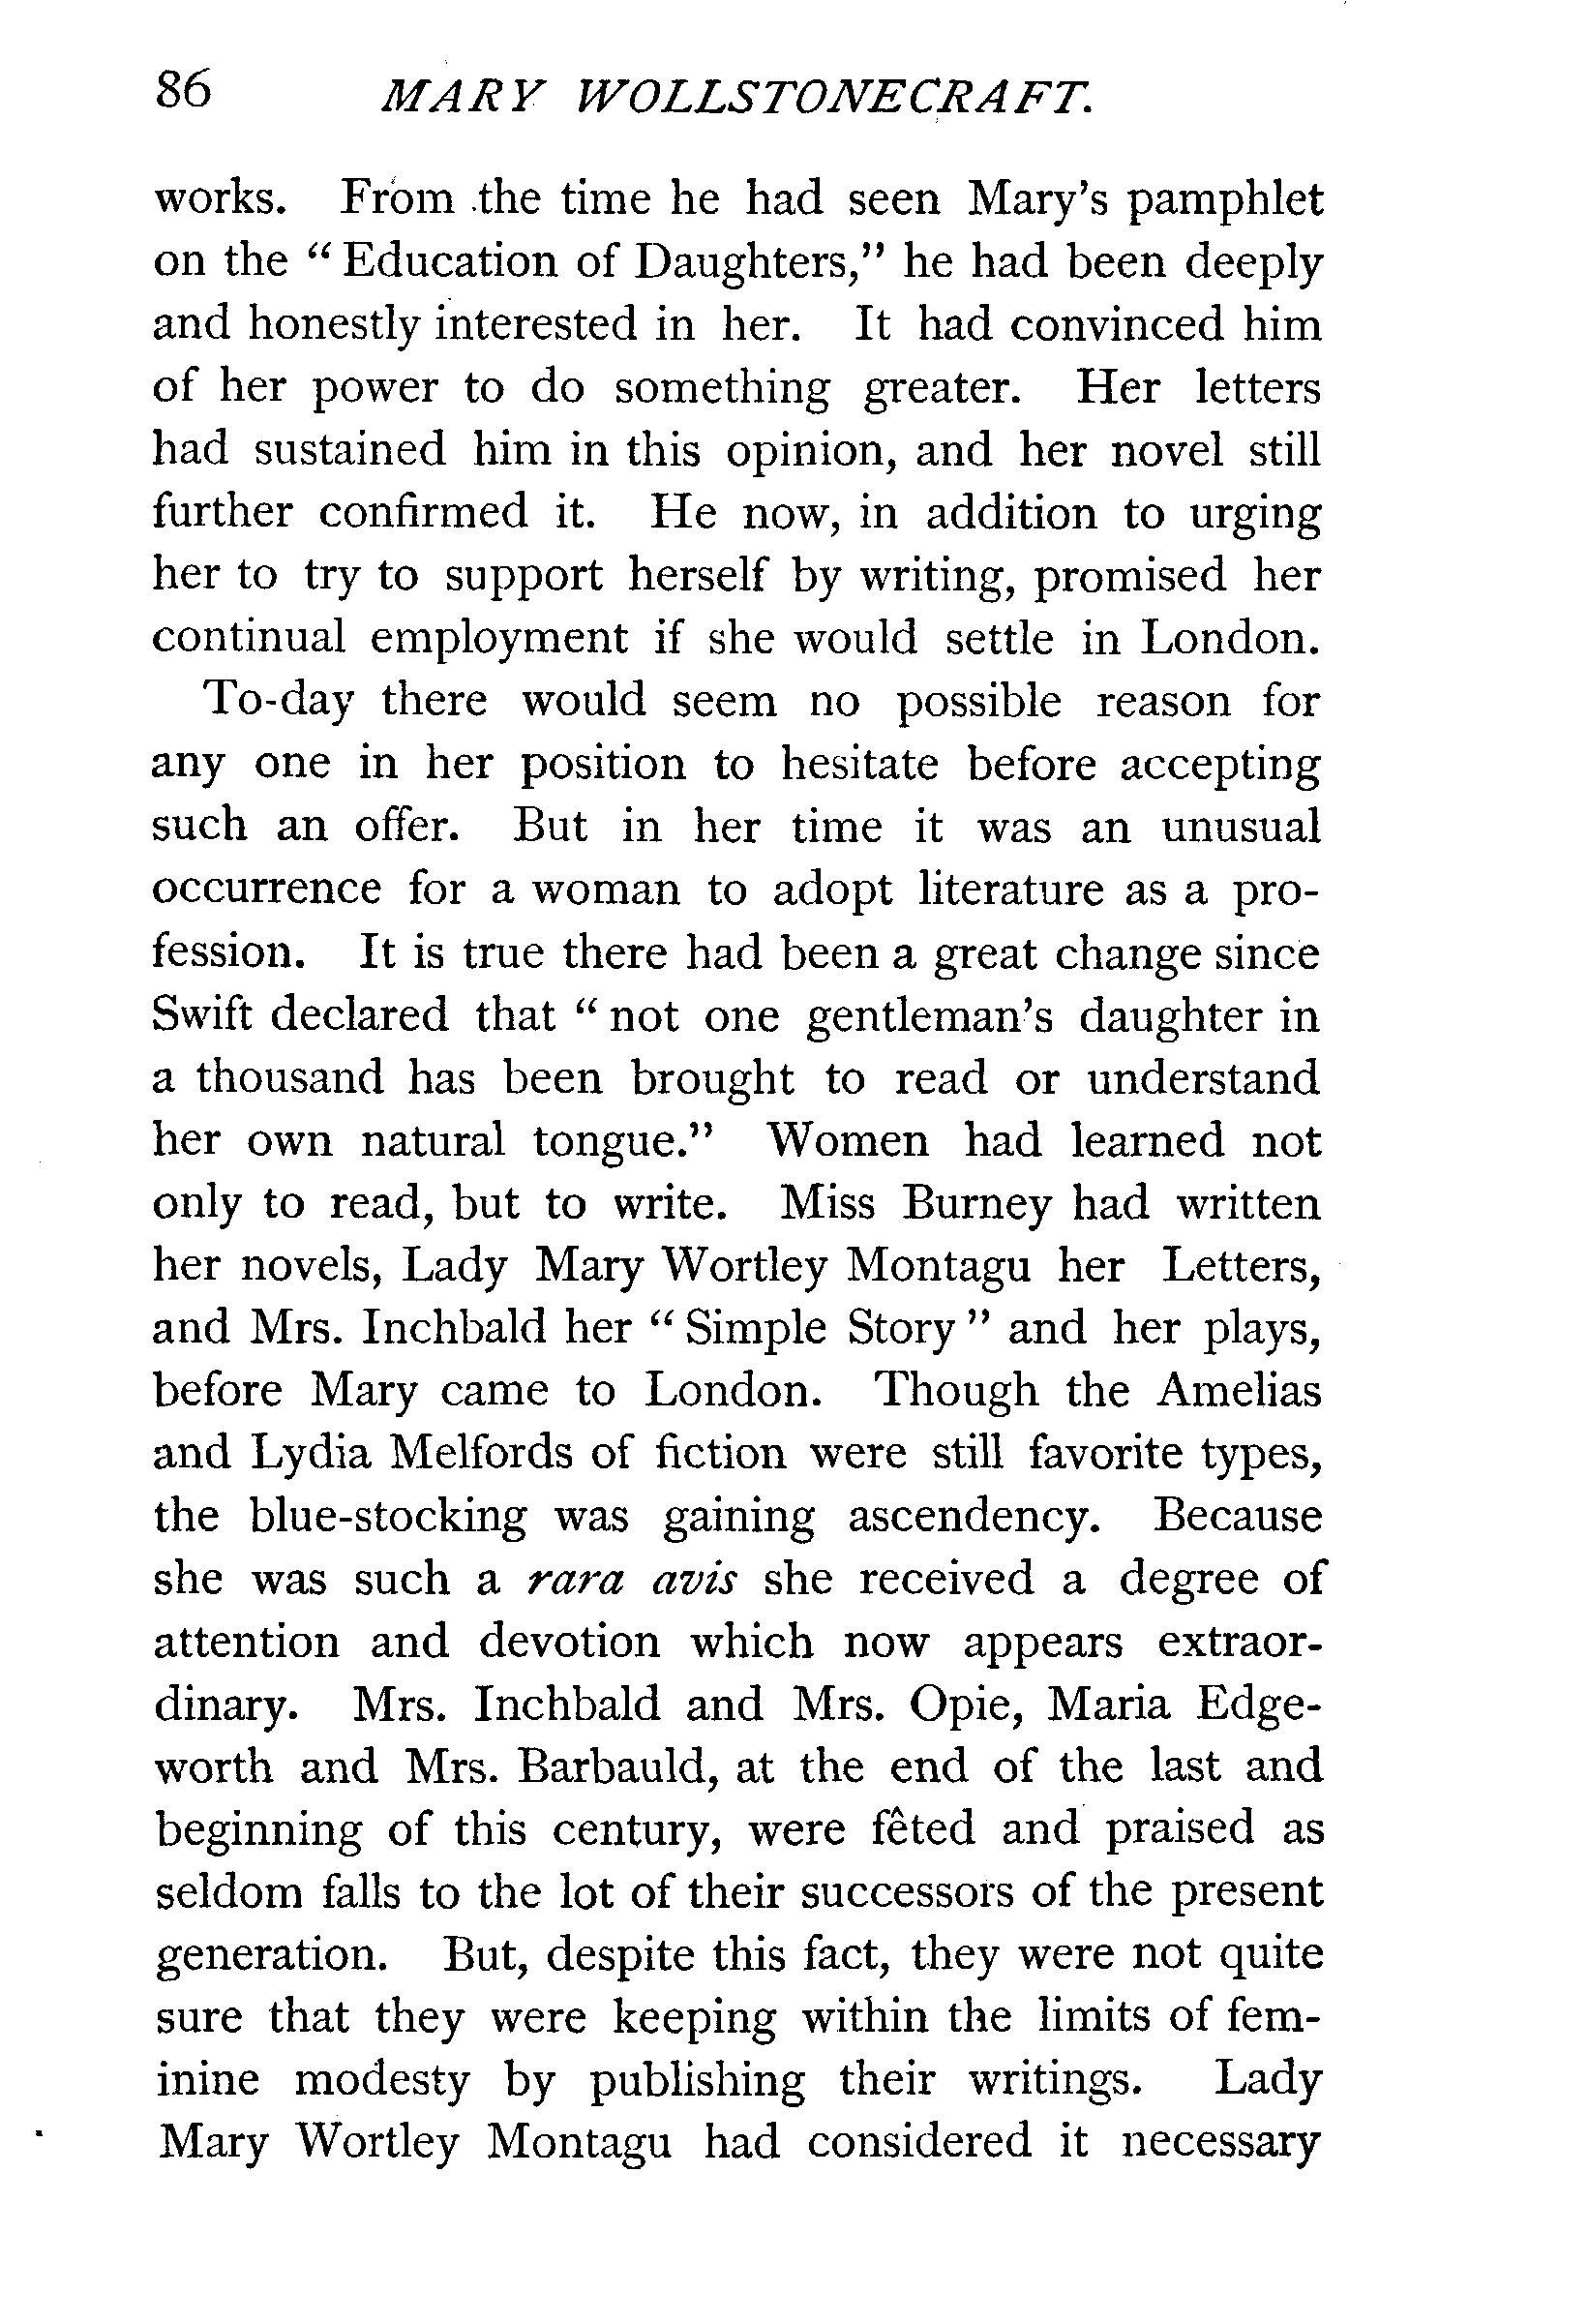 86 MARY WOLLSTONECRAFT.
works. From the time he had seen Mary's pamphlet
on the “ Education of Daughters,” he had been deeply
and honestly interested in her. It had convinced him
of her power to do something greater. Her letters
had sustained him in this opinion, and her novel still
further confirmed it. He now, in addition to urging
her to try to support herself by writing, promised her
continual employment if she would settle in London.
To-day there would seem no possible reason for
any one in her position to hesitate before accepting
such an offer. But in her time it was an unusual
occurrence for a woman to adopt literature as a pro-
fession. It is true there had been a great change since
Swift declared that “ not one gentleman's daughter in
a thousand has been brought to read or understand
her own natural tongue.” Women had learned not
only to read, but to write. Miss Burney had written
her novels, Lady Mary Wortley Montagu her Letters,
and Mrs. Inchbald her “ Simple Story ” and her plays,
before Mary came to London. Though the Amelias
and Lydia Melfords of fiction were still favorite types,
the blue-stocking was gaining ascendency. Because
she was such a rara avis she received a degree of
attention and devotion which now appears extraor-
dinary. Mrs. Inchbald and Mrs. Opie, Maria Edge-
worth and Mrs. Barbauld, at the end of the last and
beginning of this century, were fêted and praised as
seldom falls to the lot of their successors of the present
generation. But, despite this fact, they were not quite
sure that they were keeping within the limits of fem-
inine modesty by publishing their writings. Lady
Mary Wortley Montagu had considered it necessary